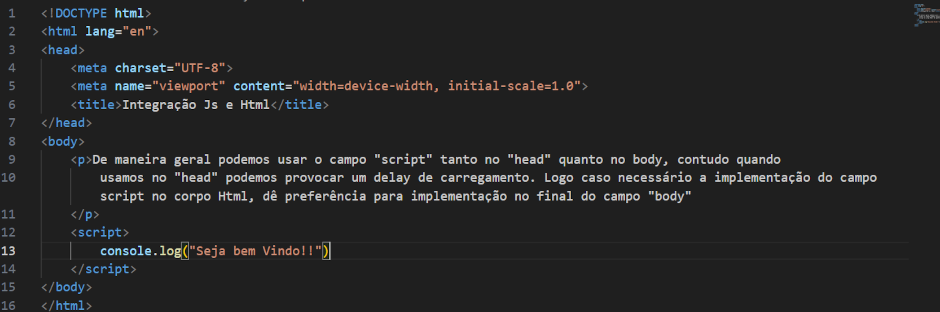 1 <!DOCTYPE html>
2 <html lang="en">
3 <head>
4 <meta charset="UTF-8">
5 <meta name="viewport" content="width=device-width, initial-scale=1.0">
6 <title>Integração Js e Html</title>
7 </head>
8 <body>
9 <p>De maneira geral podemos usar o campo "script" tanto no "head" quanto no body, contudo quando
10 usamos no "head" podemos provocar um delay de carregamento. Logo caso necessário a implementação do campo
script no corpo Html, dê preferência para implementação no final do campo "body"
11 </p>
12 <script>
13 console.log("Seja bem Vindo!!")
14 </script>
15 </body>
16 </html>